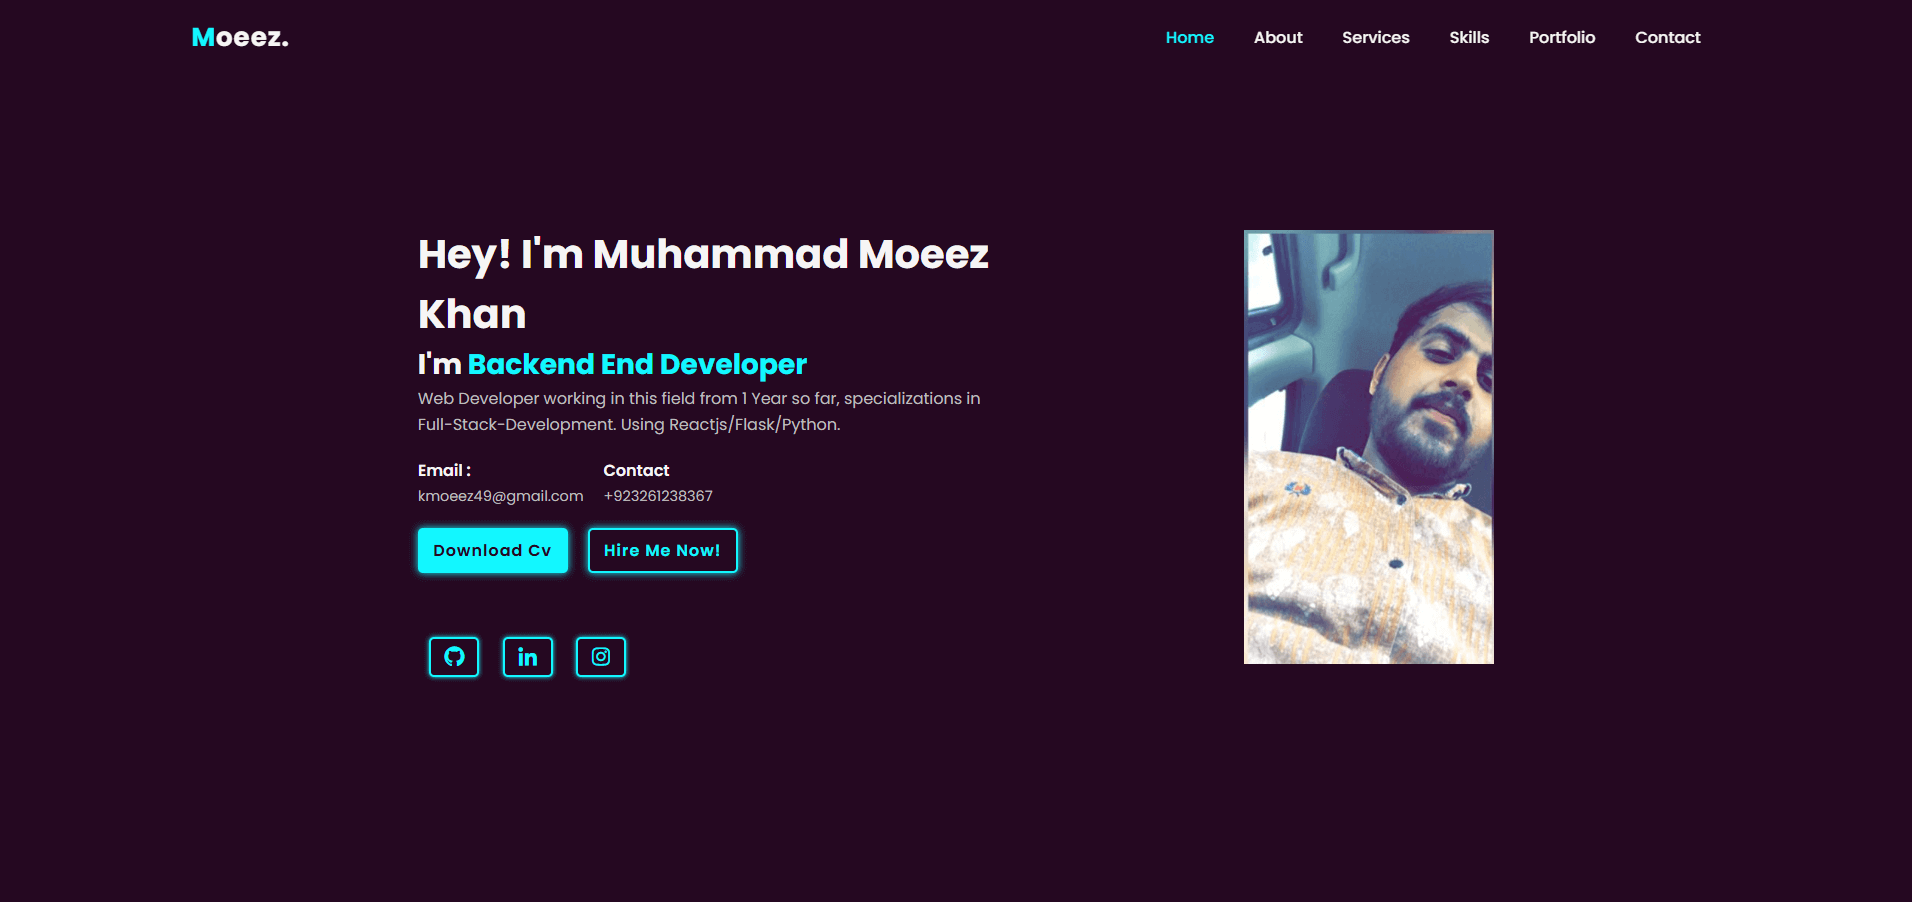 Moeez.
Home About Services Skills Portfolio Contact
Hey! I'm Muhammad Moeez
Khan
I'm Backend End Developer
Web Developer working in this field from 1 Year so far, specializations in
Full-Stack-Development. Using Reactjs/Flask/Python.
Email : Contact
kmoeez49@gmail.com +923261238367
Download Cv Hire Me Now!
in